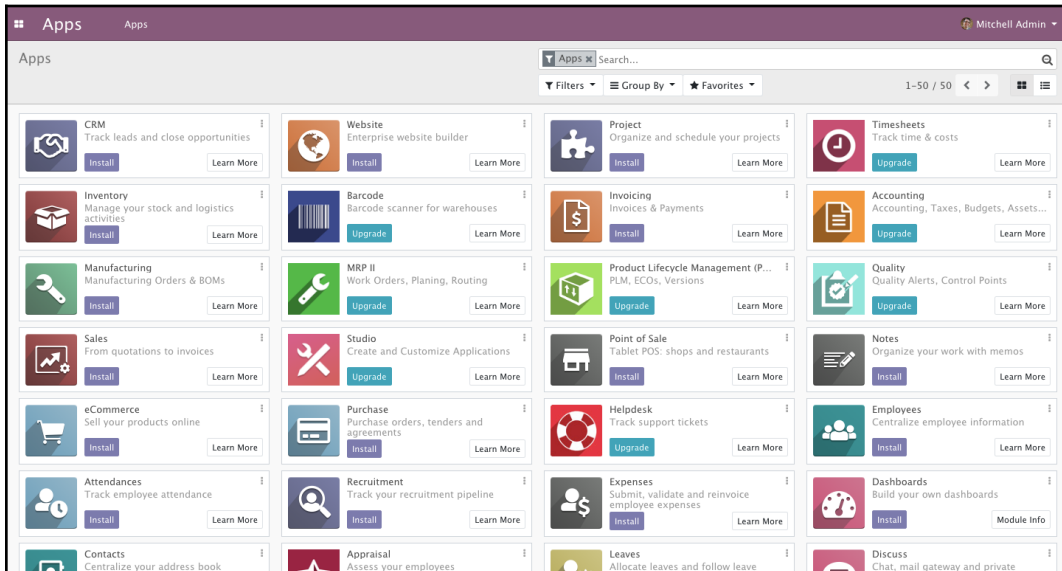 Apps
Apps
Mitchell Admin
Apps
Apps Search...
Filters
Group By
Favorites
1-50 / 50
CRM
Track leads and close opportunities
Install
Learn More
Website
Enterprise website builder
Install
Learn More
Project
Organize and schedule your projects
Install
Learn More
Timesheets
Track time & costs
Upgrade
Learn More
Inventory
Manage your stock and logistics
activities
Install
Learn More
Barcode
Barcode scanner for warehouses
Upgrade
Learn More
Invoicing
Invoices & Payments
Install
Learn More
Accounting
Accounting, Taxes, Budgets, Assets...
Upgrade
Learn More
Manufacturing
Manufacturing Orders & BOMs
Install
Learn More
MRP II
Work Orders, Planing, Routing
Upgrade
Learn More
Product Lifecycle Management (P...
PLM, ECOs, Versions
Upgrade
Learn More
Quality
Quality Alerts, Control Points
Upgrade
Learn More
Sales
From quotations to invoices
Install
Learn More
Studio
Create and Customize Applications
Upgrade
Learn More
Point of Sale
Tablet POS: shops and restaurants
Install
Learn More
Notes
Organize your work with memos
Install
Learn More
eCommerce
Sell your products online
Install
Learn More
Purchase
Purchase orders, tenders and
agreements
Install
Learn More
Helpdesk
Track support tickets
Upgrade
Learn More
Employees
Centralize employee information
Install
Learn More
Attendances
Track employee attendance
Install
Learn More
Recruitment
Track your recruitment pipeline
Install
Learn More
Expenses
Submit, validate and reinvoice
employee expenses
Install
Learn More
Dashboards
Build your own dashboards
Install
Module Info
Contacts
Centralize your address book
Appraisal
Assess your employees
Leaves
Allocate leaves and follow leave
Discuss
Chat, mail gateway and private